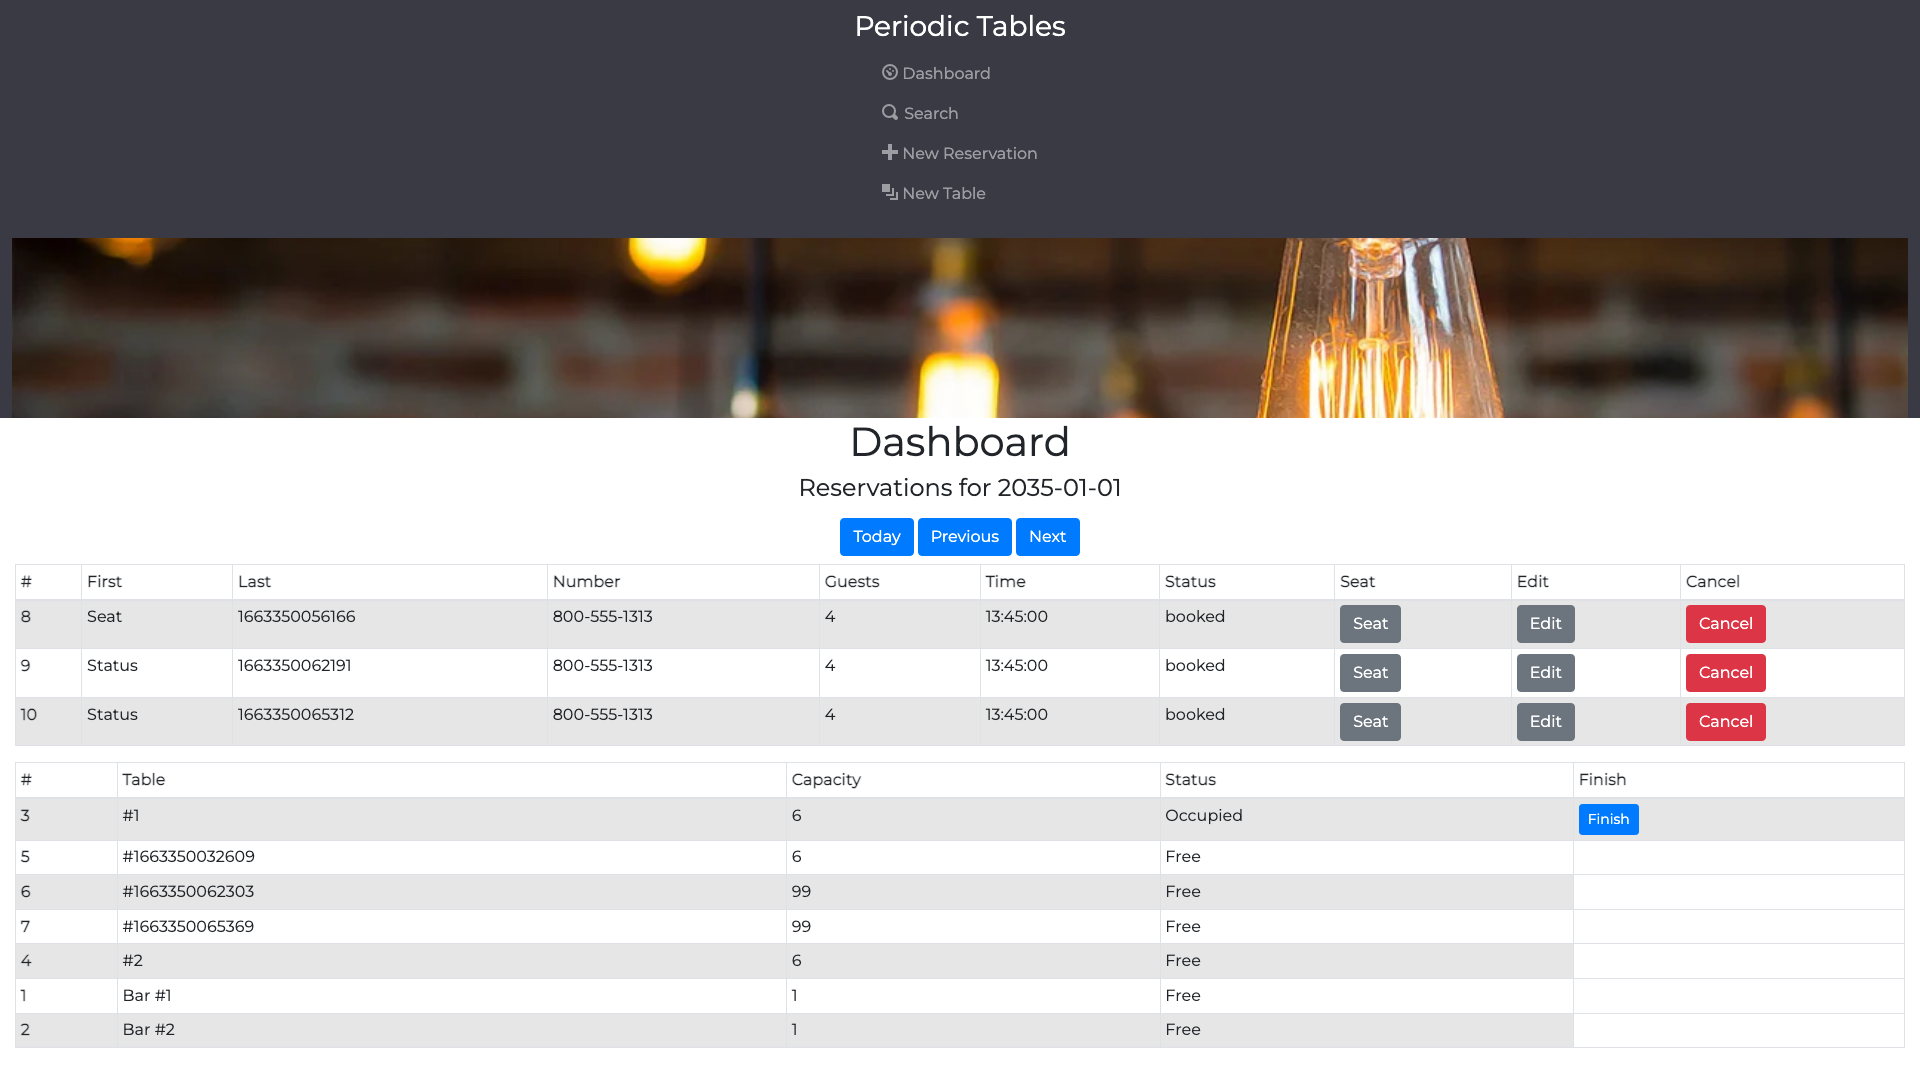 Periodic Tables
Dashboard
Search
New Reservation
New Table
Dashboard
Reservations for 2035-01-01
Today Previous Next
# First Last Number Guests Time Status Seat Edit Cancel
8 Seat 1663350056166 800-555-1313 4 13:45:00 booked Seat Edit Cancel
9 Status 1663350062191 800-555-1313 4 13:45:00 booked Seat Edit Cancel
10 Status 1663350065312 800-555-1313 4 13:45:00 booked Seat Edit Cancel
# Table Capacity Status Finish
3 #1 6 Occupied Finish
5 #1663350032609 6 Free
6 #1663350062303 99 Free
7 #1663350065369 99 Free
4 #2 6 Free
1 Bar #1 1 Free
2 Bar #2 1 Free